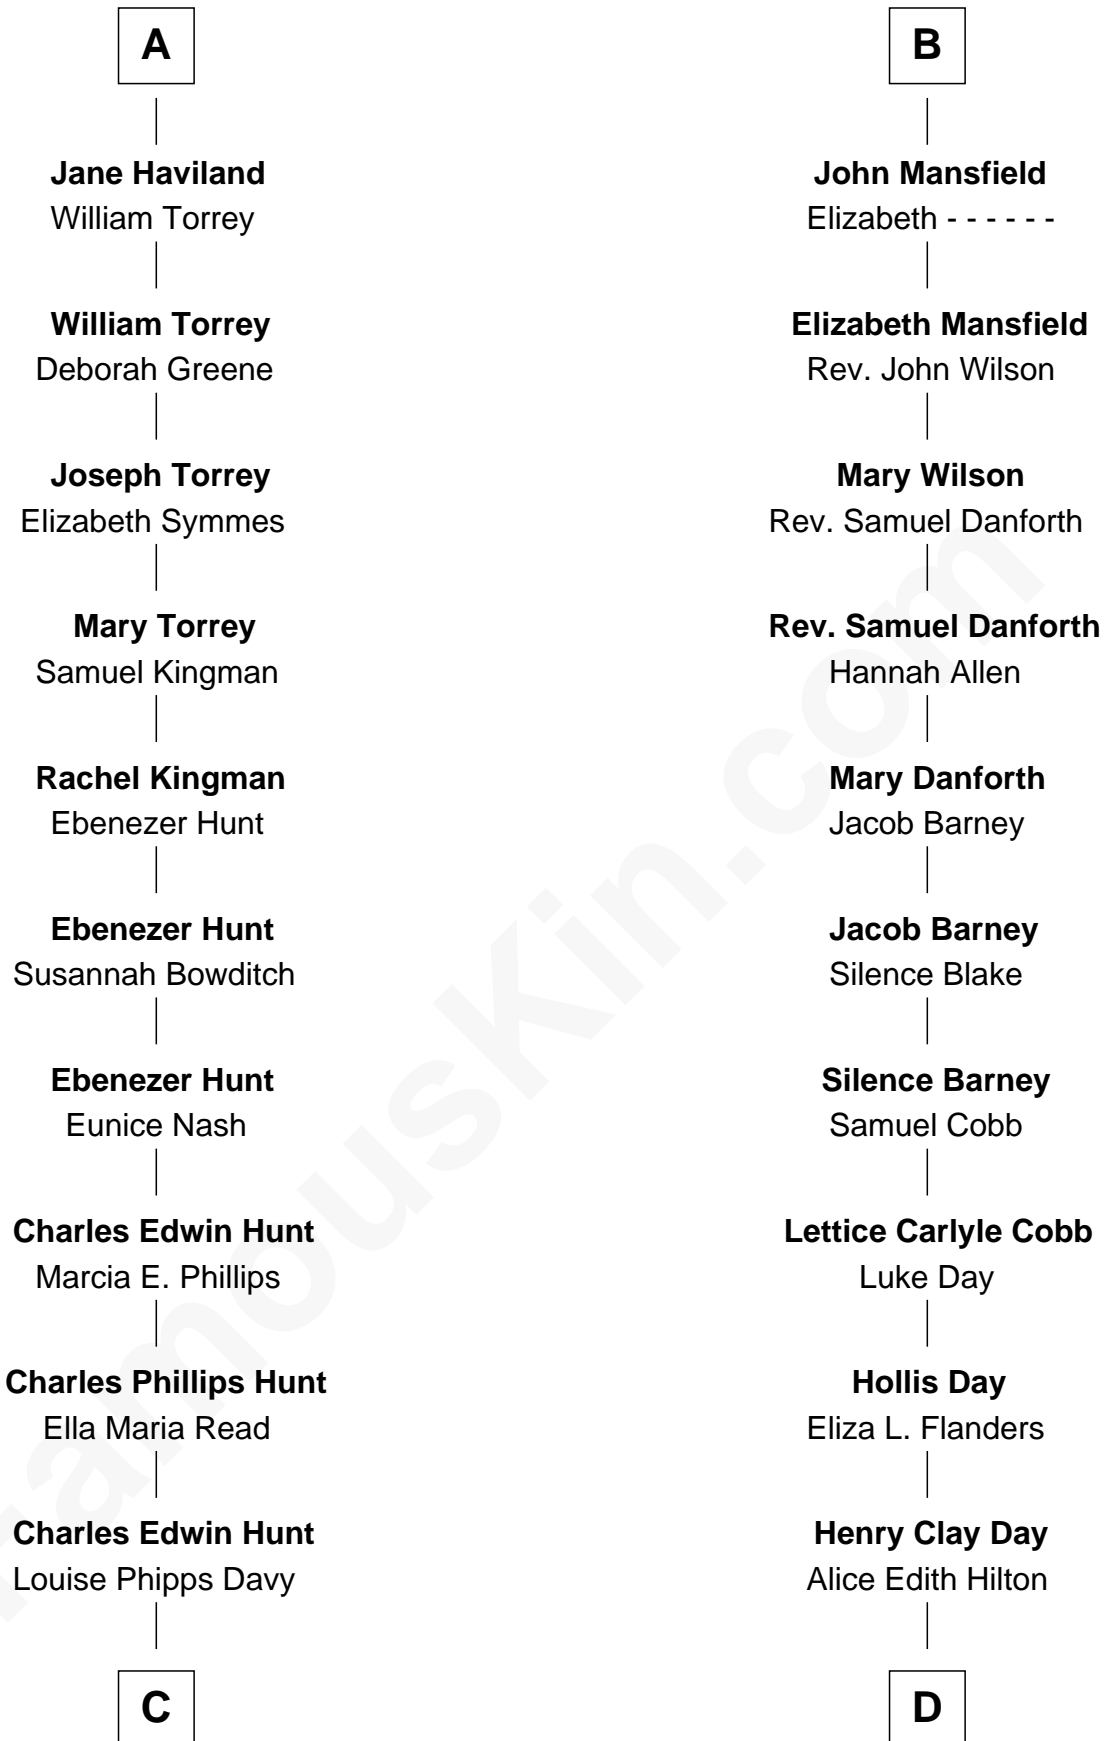 A
Jane Haviland
William Torrey
William Torrey
Deborah Greene
Joseph Torrey
Elizabeth Symmes
Mary Torrey
Samuel Kingman
Rachel Kingman
Ebenezer Hunt
Ebenezer Hunt
Susannah Bowditch
Ebenezer Hunt
Eunice Nash
Charles Edwin Hunt
Marcia E. Phillips
Charles Phillips Hunt
Ella Maria Read
Charles Edwin Hunt
Louise Phipps Davy
C
B
John Mansfield
Elizabeth - - - - - -
Elizabeth Mansfield
Rev. John Wilson
Mary Wilson
Rev. Samuel Danforth
Rev. Samuel Danforth
Hannah Allen
Mary Danforth
Jacob Barney
Jacob Barney
Silence Blake
Silence Barney
Samuel Cobb
Lettice Carlyle Cobb
Luke Day
Hollis Day
Eliza L. Flanders
Henry Clay Day
Alice Edith Hilton
D
FamousKin.com